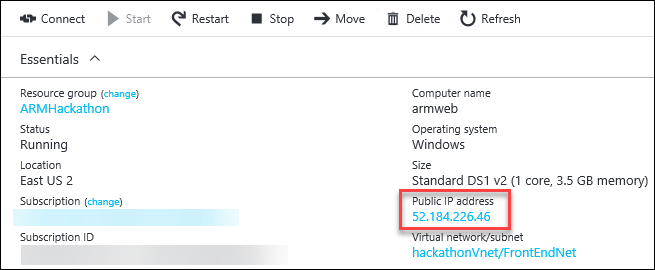 Connect Start Restart Stop Move Delete Refresh
Essentials
Resource group (change)
ARMHackathon
Status
Running
Location
East US 2
Subscription (change)
Subscription ID
Computer name
armweb
Operating system
Windows
Size
Standard DS1 v2 (1 core, 3.5 GB memory)
Public IP address
52.184.226.46
Virtual network/subnet
hackathonVnet/FrontEndNet